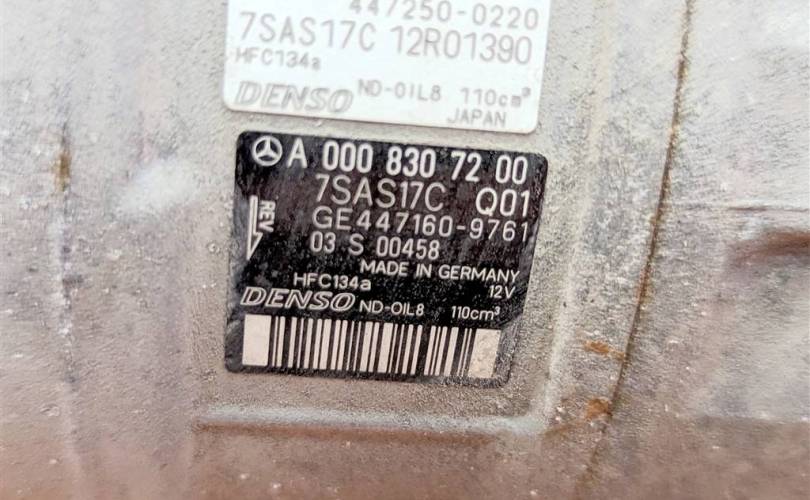 447250-0220
7SAS17C 12R01390
HFC134a
DENSO ND-OIL8 110cm³
JAPAN
A 000 830 72 00
7SAS17C Q01
REV
GE447160-9761
03 S 00458
MADE IN GERMANY
HFC134a 12V
DENSO ND-OIL8 110cm³